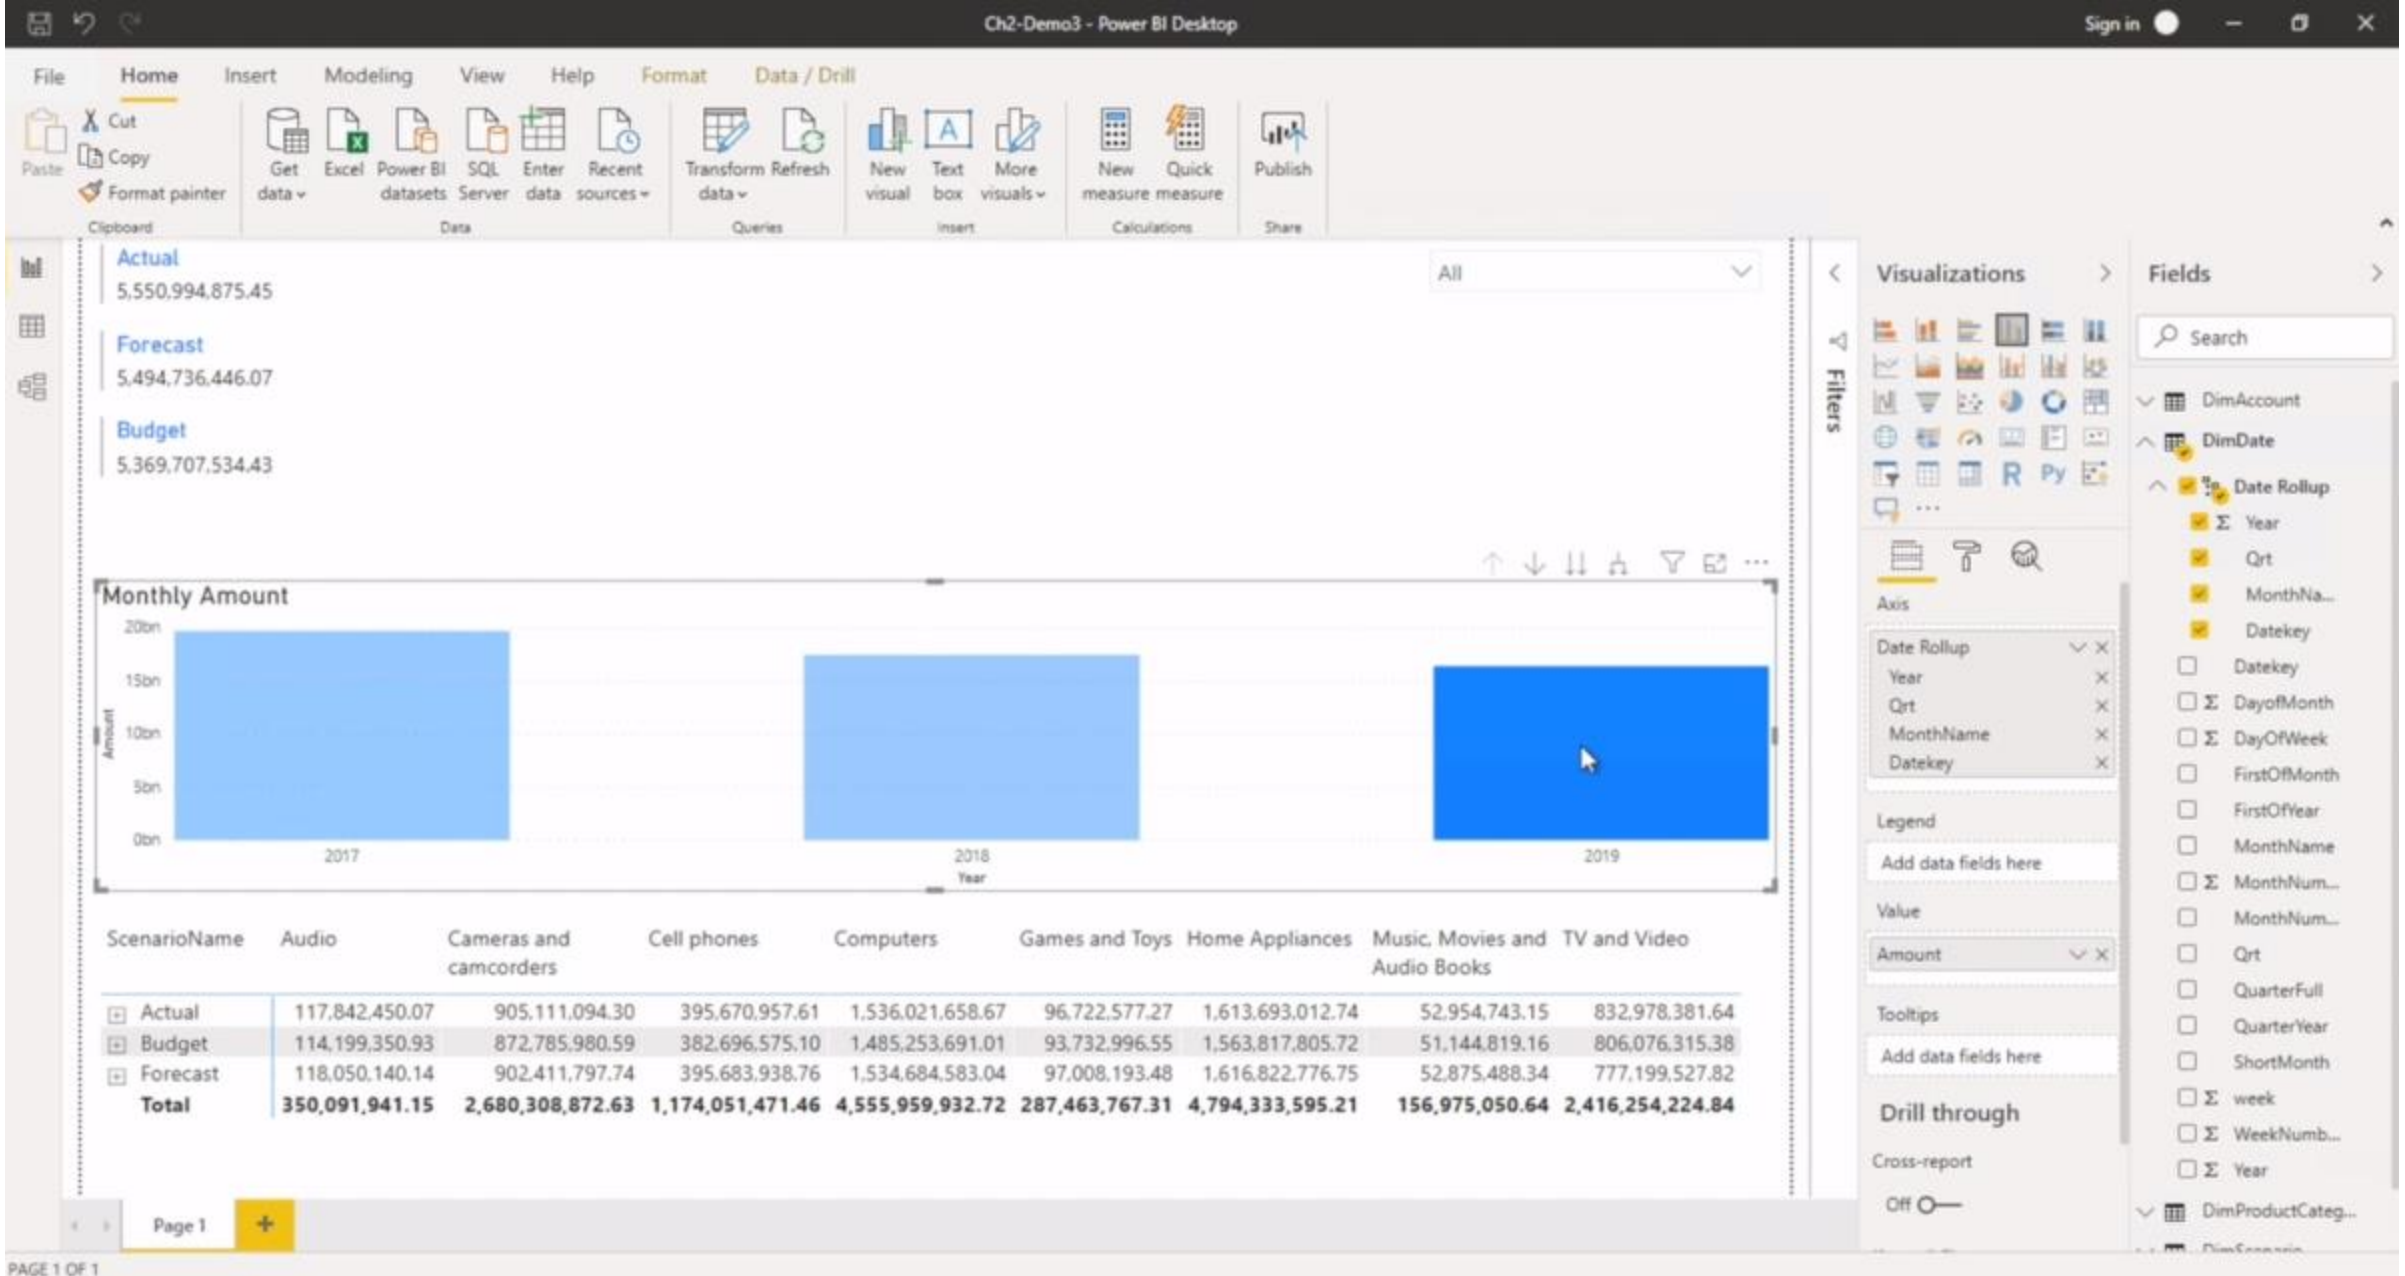 Ch2-Demo3 - Power BI Desktop
Sign in
File Home Insert Modeling View Help Format Data / Drill
Paste
Cut
Copy
Format painter
Clipboard
Get data
Excel
Power BI datasets
SQL Server
Enter data
Recent sources
Data
Transform data
Refresh
Queries
New visual
Text box
More visuals
Insert
New measure
Quick measure
Calculations
Publish
Share
Actual
5,550,994,875.45
Forecast
5,494,736,446.07
Budget
5,369,707,534.43
All
Monthly Amount
Amount
20bn
15bn
10bn
5bn
0bn
2017 2018 2019
Year
ScenarioName Audio Cameras and camcorders Cell phones Computers Games and Toys Home Appliances Music, Movies and Audio Books TV and Video
Actual 117,842,450.07 905,111,094.30 395,670,957.61 1,536,021,658.67 96,722,577.27 1,613,693,012.74 52,954,743.15 832,978,381.64
Budget 114,199,350.93 872,785,980.59 382,696,575.10 1,485,253,691.01 93,732,996.55 1,563,817,805.72 51,144,819.16 806,076,315.38
Forecast 118,050,140.14 902,411,797.74 395,683,938.76 1,534,684,583.04 97,008,193.48 1,616,822,776.75 52,875,488.34 777,199,527.82
Total 350,091,941.15 2,680,308,872.63 1,174,051,471.46 4,555,959,932.72 287,463,767.31 4,794,333,595.21 156,975,050.64 2,416,254,224.84
Page 1
PAGE 1 OF 1
Filters
Visualizations
R Py
Axis
Date Rollup
Year
Qrt
MonthName
Datekey
Legend
Add data fields here
Value
Amount
Tooltips
Add data fields here
Drill through
Cross-report
Off
Fields
Search
DimAccount
DimDate
Date Rollup
Σ Year
Qrt
MonthNa...
Datekey
Datekey
Σ DayofMonth
Σ DayOfWeek
FirstOfMonth
FirstOfYear
MonthName
Σ MonthNum...
MonthNum...
Qrt
QuarterFull
QuarterYear
ShortMonth
Σ week
Σ WeekNumb...
Σ Year
DimProductCateg...